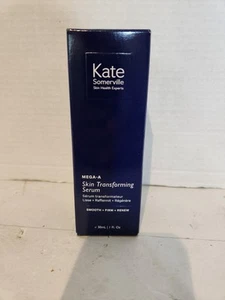 Kate
Somerville
Skin Health Experts
MEGA-A
Skin Transforming
Serum
Sérum transformateur
Lisse + Raffermit + Régénère
SMOOTH + FIRM + RENEW
30mL / 1 fl Oz